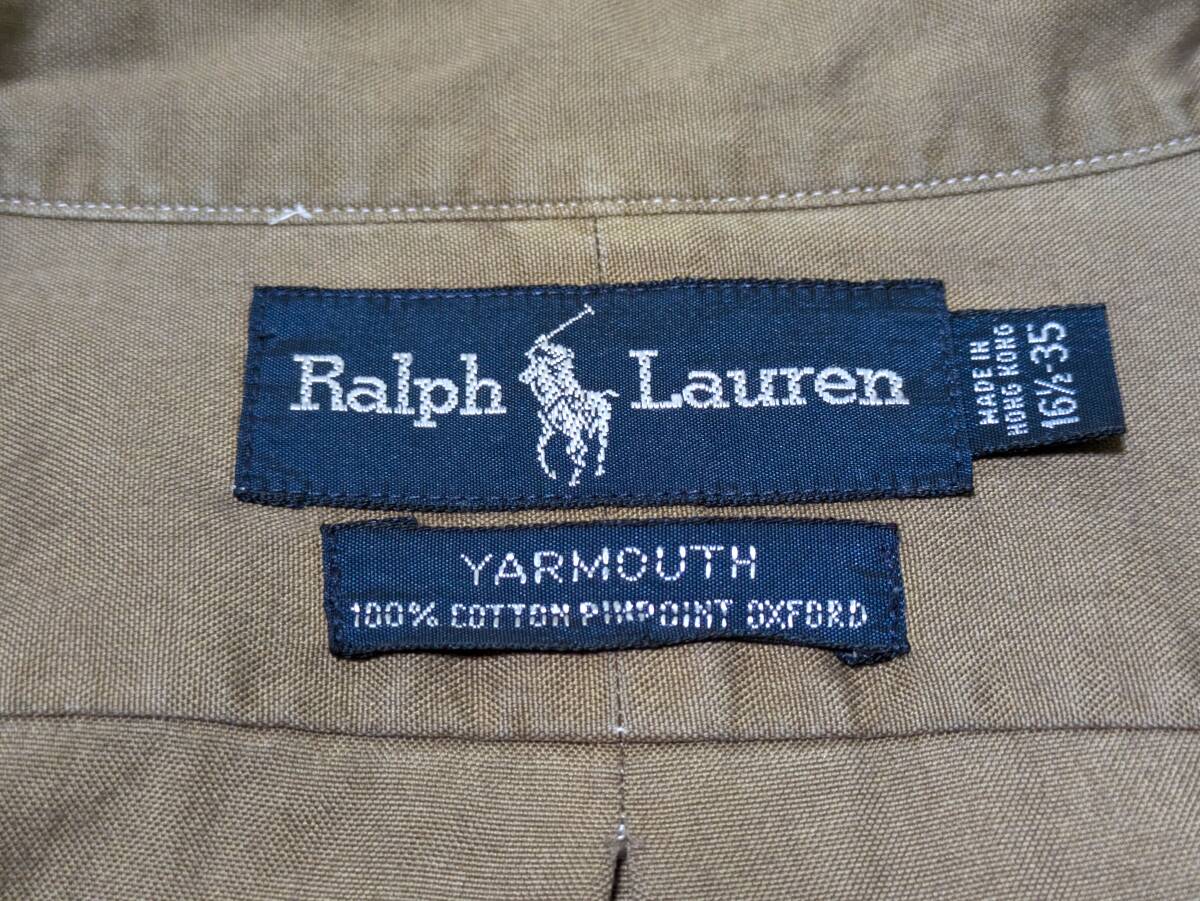 Ralph Lauren
MADE IN
HONG KONG
16½-35
YARMOUTH
100% COTTON PINPOINT OXFORD